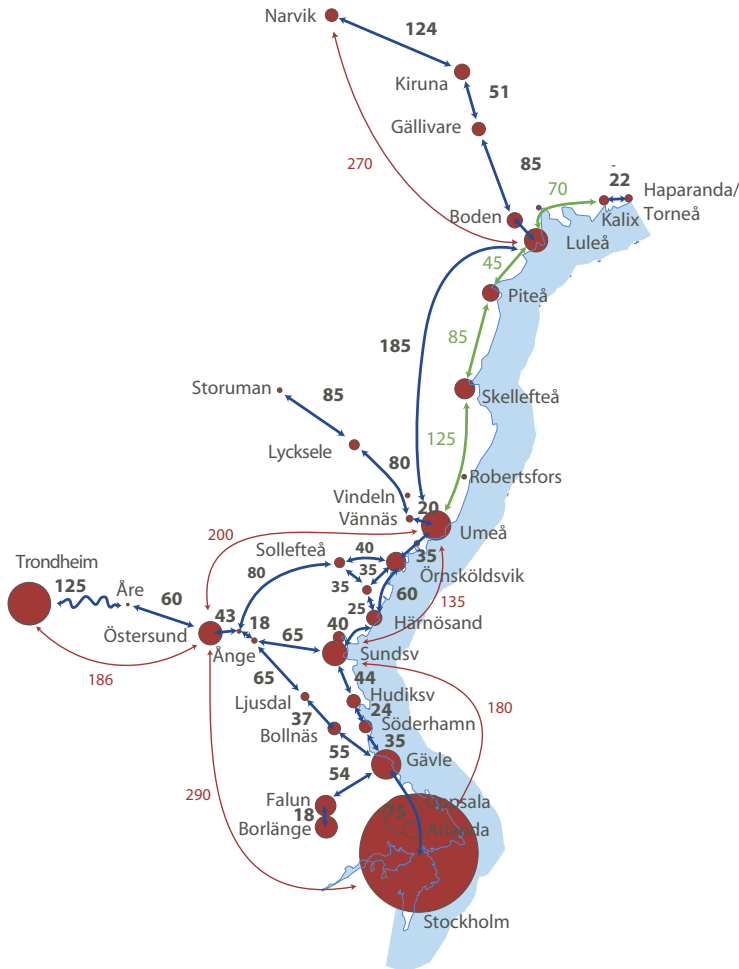 Narvik
124
Kiruna
51
Gällivare
270
85
70
22
Haparanda/
Torneå
Boden
Kalix
Luleå
45
Piteå
185
85
Storuman
85
Skellefteå
Lycksele
125
80
Robertsfors
Vindeln
20
Vännäs
Umeå
200
Sollefteå
40
35
Trondheim
80
35
Örnsköldsvik
125
Åre
60
35
60
135
25
Östersund
43
18
40
Härnösand
Ånge
65
Sundsv
186
65
44
180
Ljusdal
Hudiksv
37
24
Bollnäs
Söderhamn
55
35
54
Gävle
290
Falun
18
75
Uppsala
Borlänge
Arlanda
Stockholm